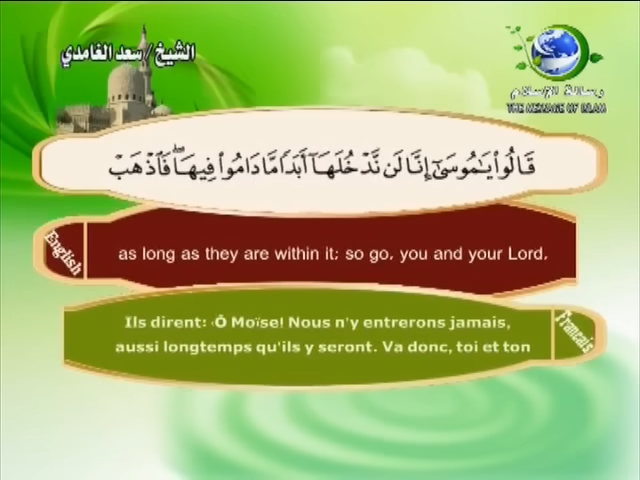 الشيخ / سعد الغامدي
رسالة الإسلام
THE MESSAGE OF ISLAM
قَالُواْ يَٰمُوسَىٰٓ إِنَّا لَن نَّدۡخُلَهَآ أَبَدٗا مَّا دَامُواْ فِيهَا ۖ فَٱذۡهَبۡ
English
as long as they are within it; so go, you and your Lord,
Ils dirent: ‹Ô Moïse! Nous n'y entrerons jamais,
aussi longtemps qu'ils y seront. Va donc, toi et ton
Francais